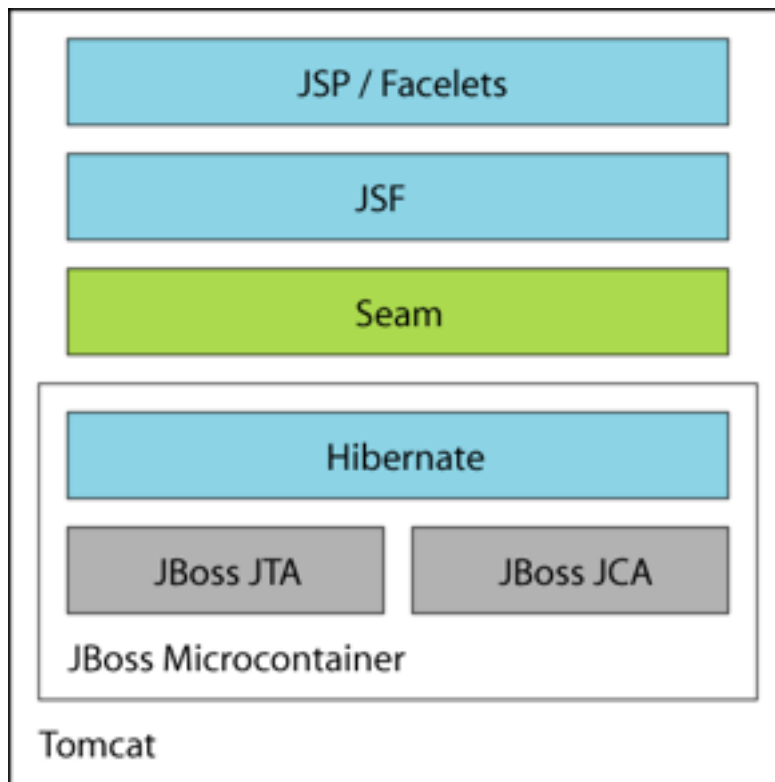 JSP / Facelets
JSF
Seam
Hibernate
JBoss JTA
JBoss JCA
JBoss Microcontainer
Tomcat